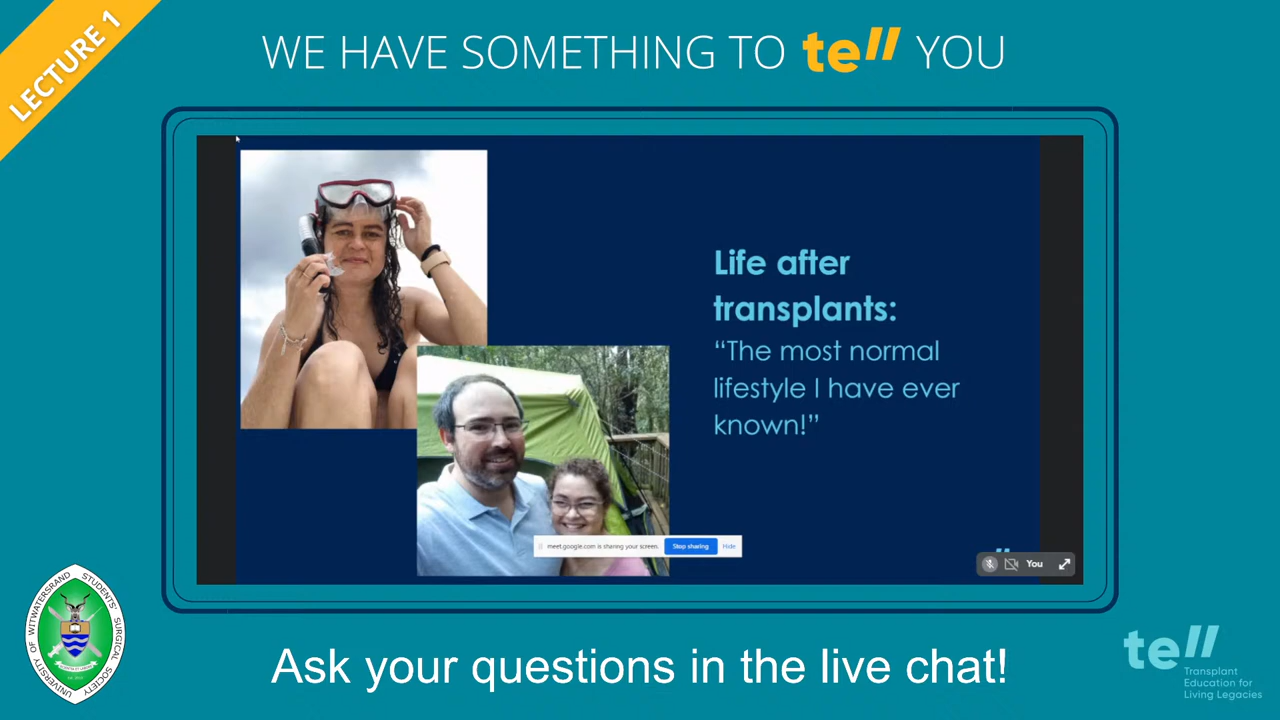 LECTURE 1
WE HAVE SOMETHING TO tell YOU
Life after
transplants:
“The most normal
lifestyle I have ever
known!”
meet.google.com is sharing your screen. Stop sharing Hide
You
UNIVERSITY OF WITWATERSRAND STUDENTS' SURGICAL SOCIETY
Ask your questions in the live chat!
tell
Transplant
Education for
Living Legacies